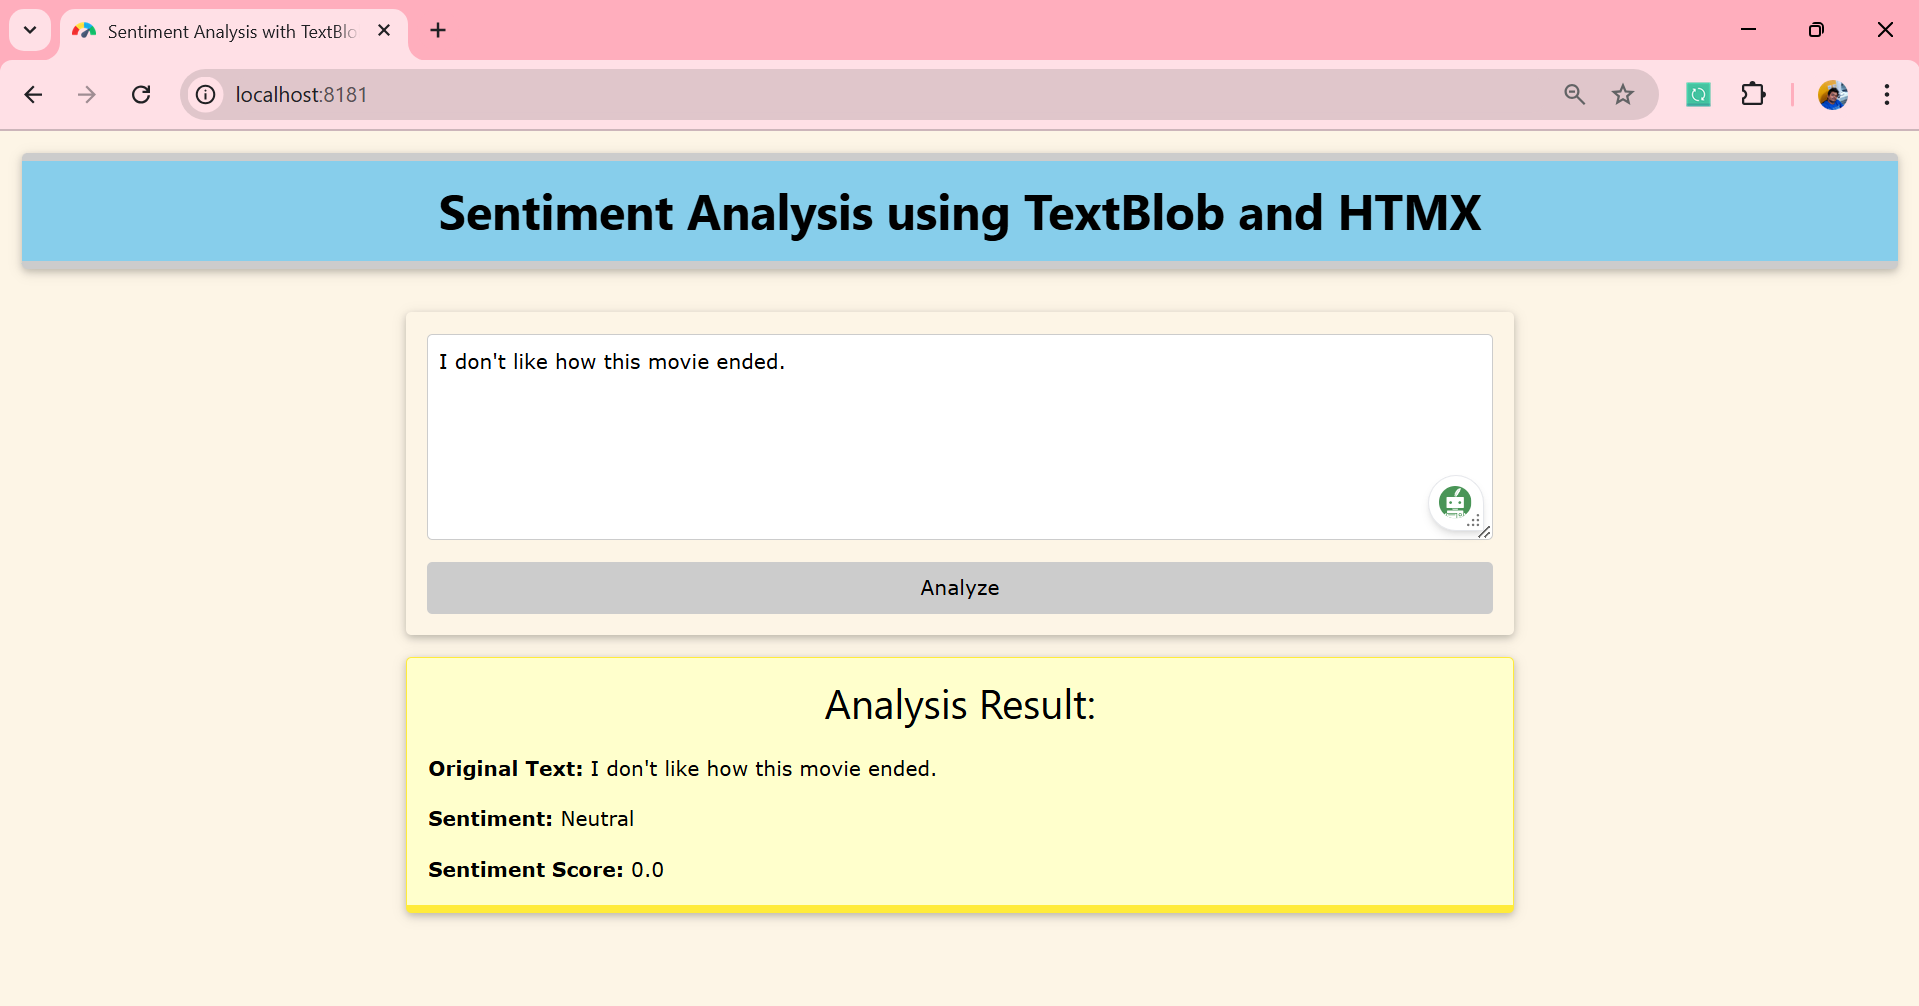 Sentiment Analysis with TextBlo
localhost:8181
Sentiment Analysis using TextBlob and HTMX
I don't like how this movie ended.
Analyze
Analysis Result:
Original Text: I don't like how this movie ended.
Sentiment: Neutral
Sentiment Score: 0.0